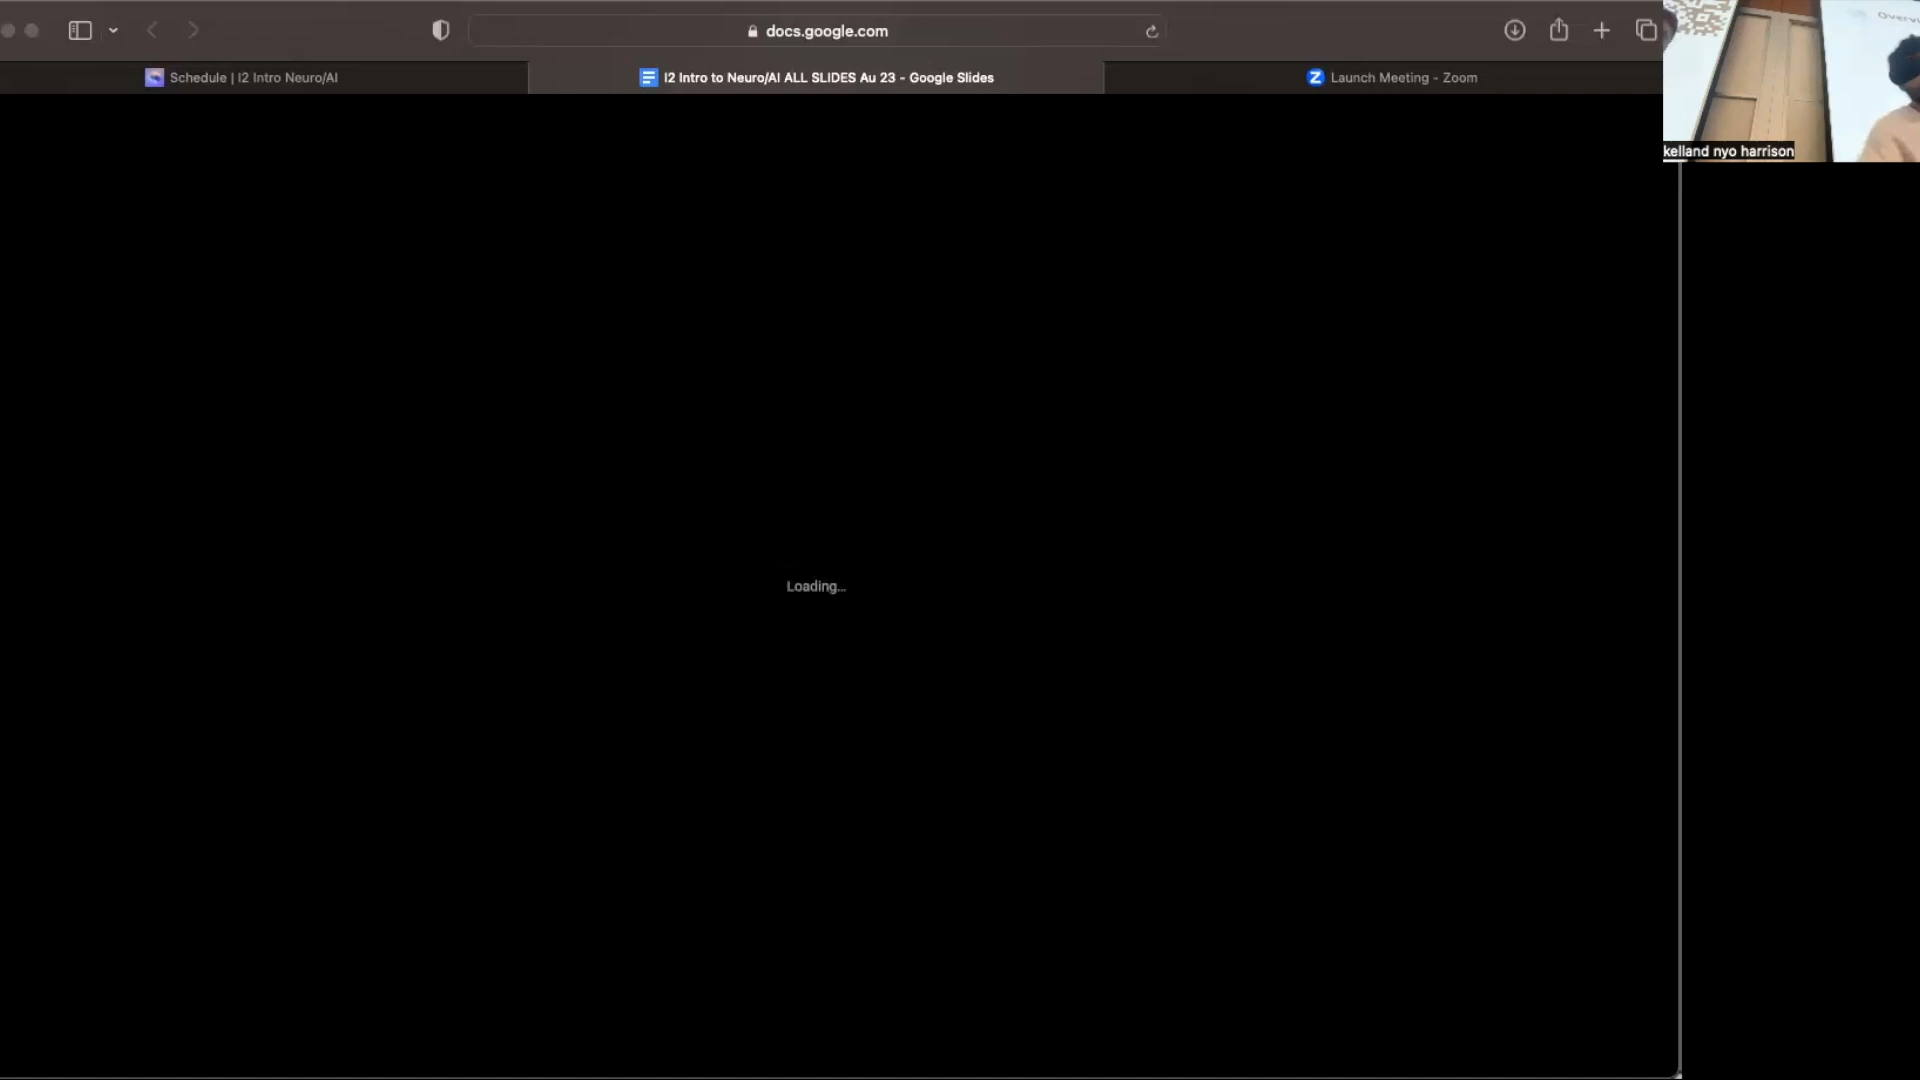 docs.google.com
Schedule | I2 Intro Neuro/AI
I2 Intro to Neuro/AI ALL SLIDES Au 23 - Google Slides
Z Launch Meeting - Zoom
kelland nyo harrison
Loading...